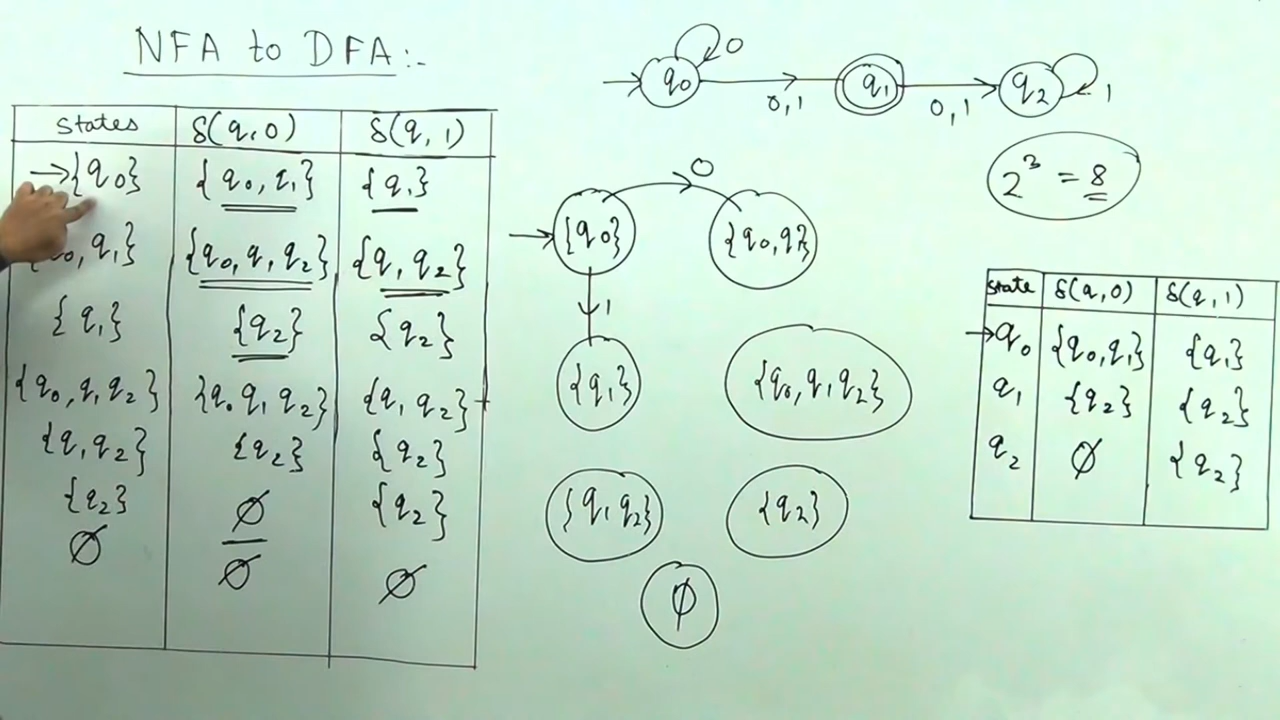 NFA to DFA:-
states δ(q,0) δ(q,1)
→{q0} {q0,q1} {q1}
q1} {q0,q1 q2} {q1 q2}
{q1} {q2} {q2}
{q0,q1 q2} {q0 q1 q2} {q1 q2}
{q1 q2} {q2} {q2}
{q2} ∅ {q2}
∅ ∅ ∅
q0 0 0,1 q1 0,1 q2 1
2³ = 8
{q0} 0 {q0,q1}
1
{q1} {q0,q1 q2}
{q1 q2} {q2}
ϕ
State δ(q,0) δ(q,1)
→q0 {q0,q1} {q1}
q1 {q2} {q2}
q2 ∅ {q2}